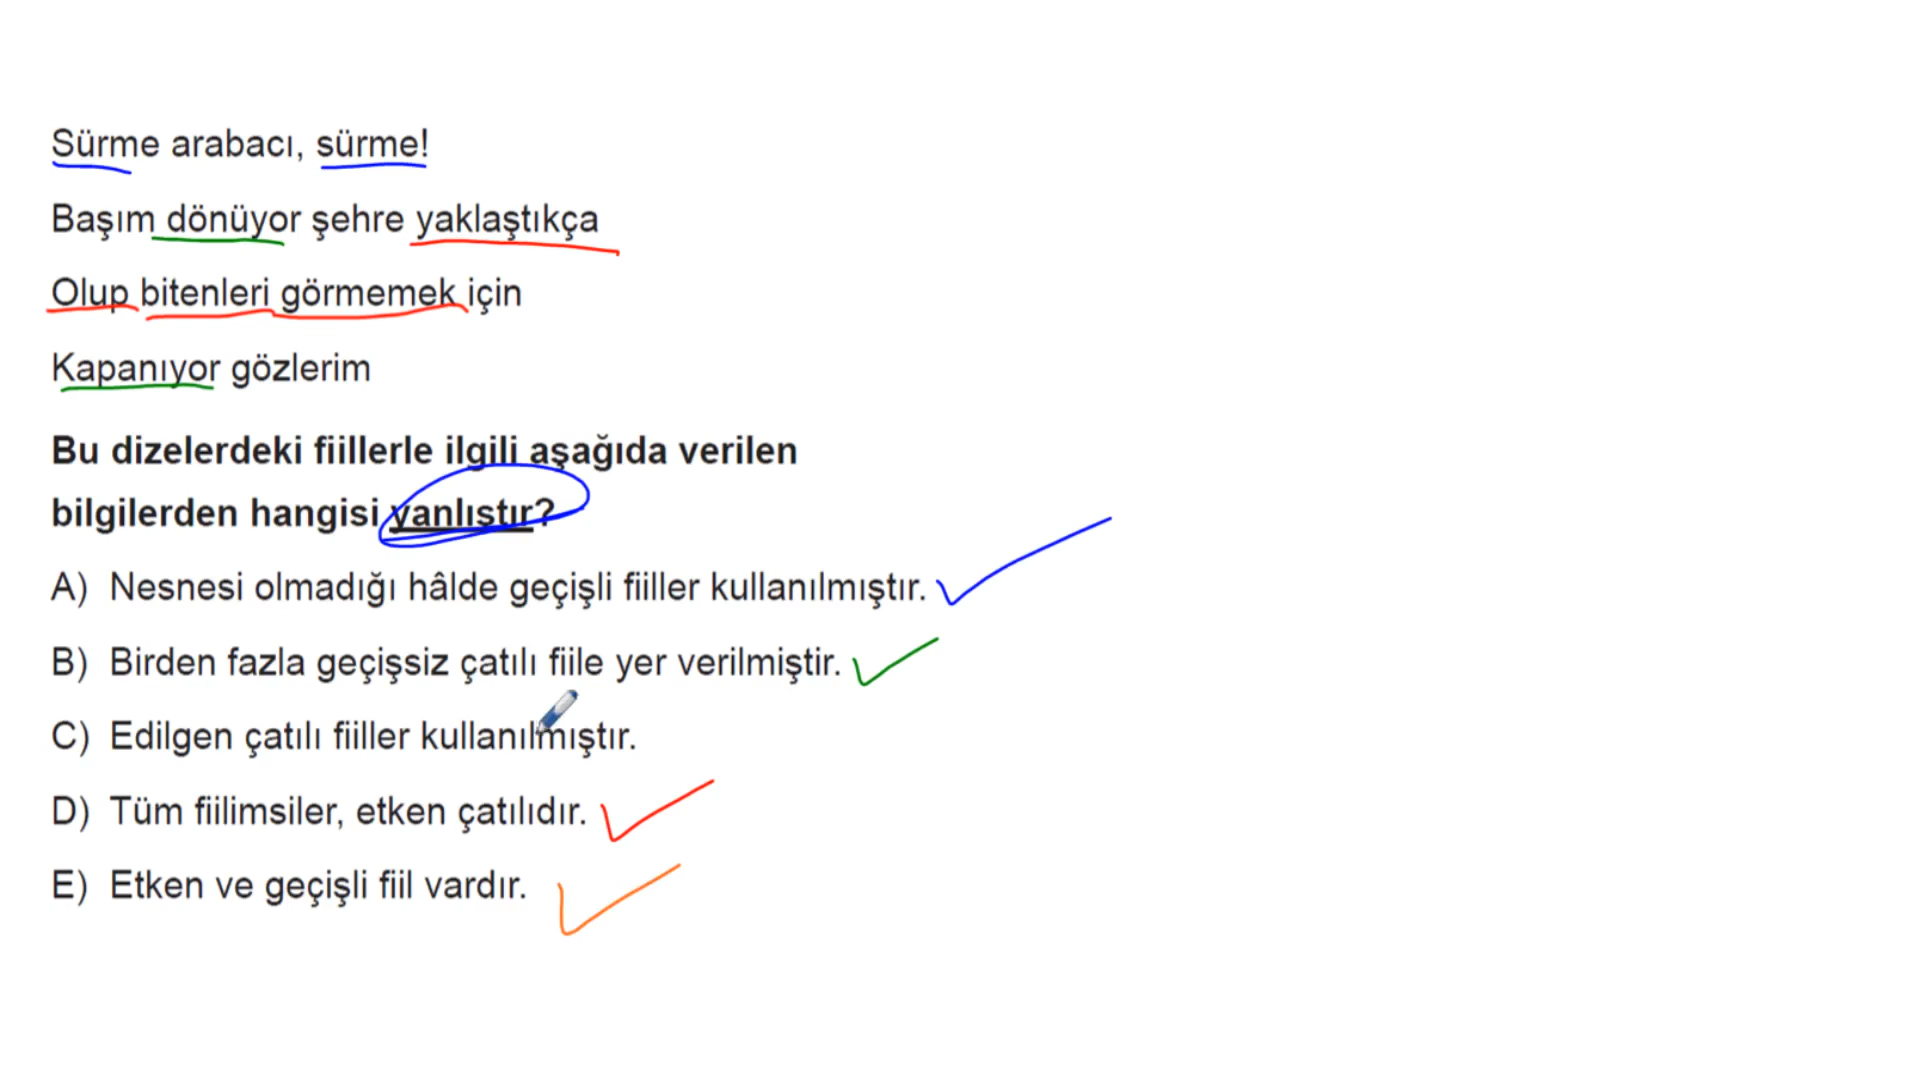 Sürme arabacı, sürme!
Başım dönüyor şehre yaklaştıkça
Olup bitenleri görmemek için
Kapanıyor gözlerim
Bu dizelerdeki fiillerle ilgili aşağıda verilen
bilgilerden hangisi yanlıştır?
A) Nesnesi olmadığı hâlde geçişli fiiller kullanılmıştır.
B) Birden fazla geçişsiz çatılı fiile yer verilmiştir.
C) Edilgen çatılı fiiller kullanılmıştır.
D) Tüm fiilimsiler, etken çatılıdır.
E) Etken ve geçişli fiil vardır.